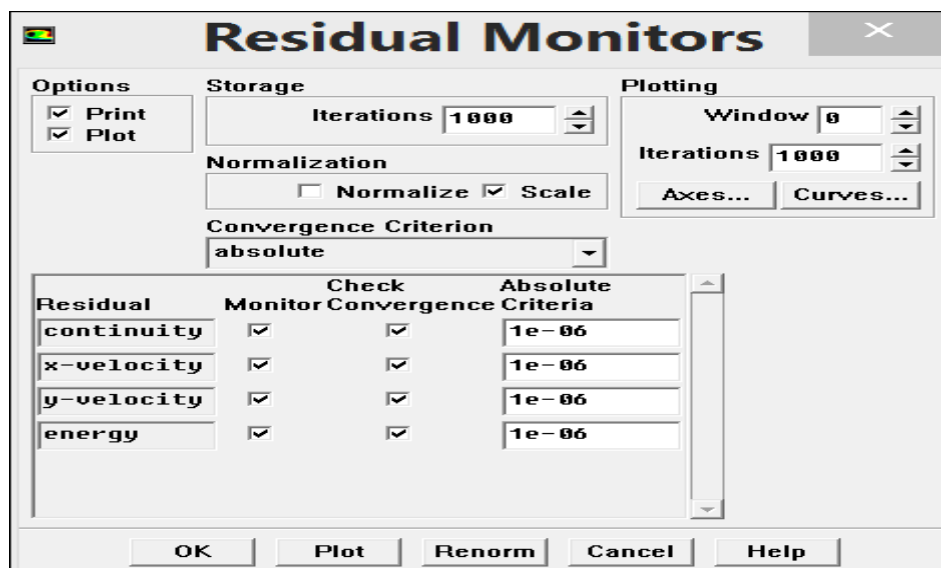 Residual Monitors
Options
Print
Plot
Storage
Iterations 1000
Normalization
Normalize Scale
Convergence Criterion
absolute
Plotting
Window 0
Iterations 1000
Axes... Curves...
Residual Monitor Check Convergence Absolute Criteria
continuity 1e-06
x-velocity 1e-06
y-velocity 1e-06
energy 1e-06
OK Plot Renorm Cancel Help